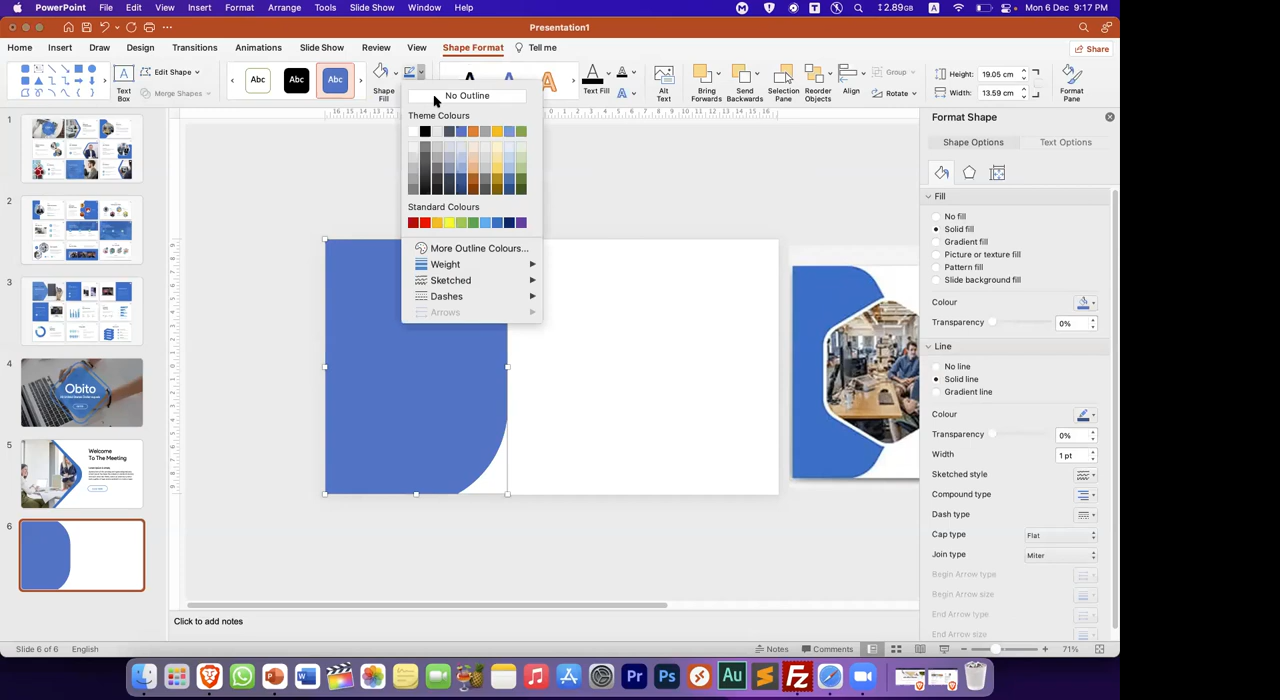 PowerPoint File Edit View Insert Format Arrange Tools Slide Show Window Help 2.89GB A Mon 6 Dec 9:17 PM
Presentation1
Home Insert Draw Design Transitions Animations Slide Show Review View Shape Format Tell me Share
Text Box Edit Shape Merge Shapes Abc Abc Abc Shape Fill A A A Text Fill Alt Text Bring Forwards Send Backwards Selection Pane Reorder Objects Align Group Rotate Height: 19.05 cm Width: 13.59 cm Format Pane
No Outline
Theme Colours
Standard Colours
More Outline Colours...
Weight
Sketched
Dashes
Arrows
1
2
3
4
Obito
5
Welcome
To The Meeting
6
Format Shape
Shape Options Text Options
Fill
No fill
Solid fill
Gradient fill
Picture or texture fill
Pattern fill
Slide background fill
Colour
Transparency 0%
Line
No line
Solid line
Gradient line
Colour
Transparency 0%
Width 1 pt
Sketched style
Compound type
Dash type
Cap type Flat
Join type Miter
Begin Arrow type
Begin Arrow size
End Arrow type
End Arrow size
Click to add notes
Slide 6 of 6 English Notes Comments 71%
Pr Ps Au Fz